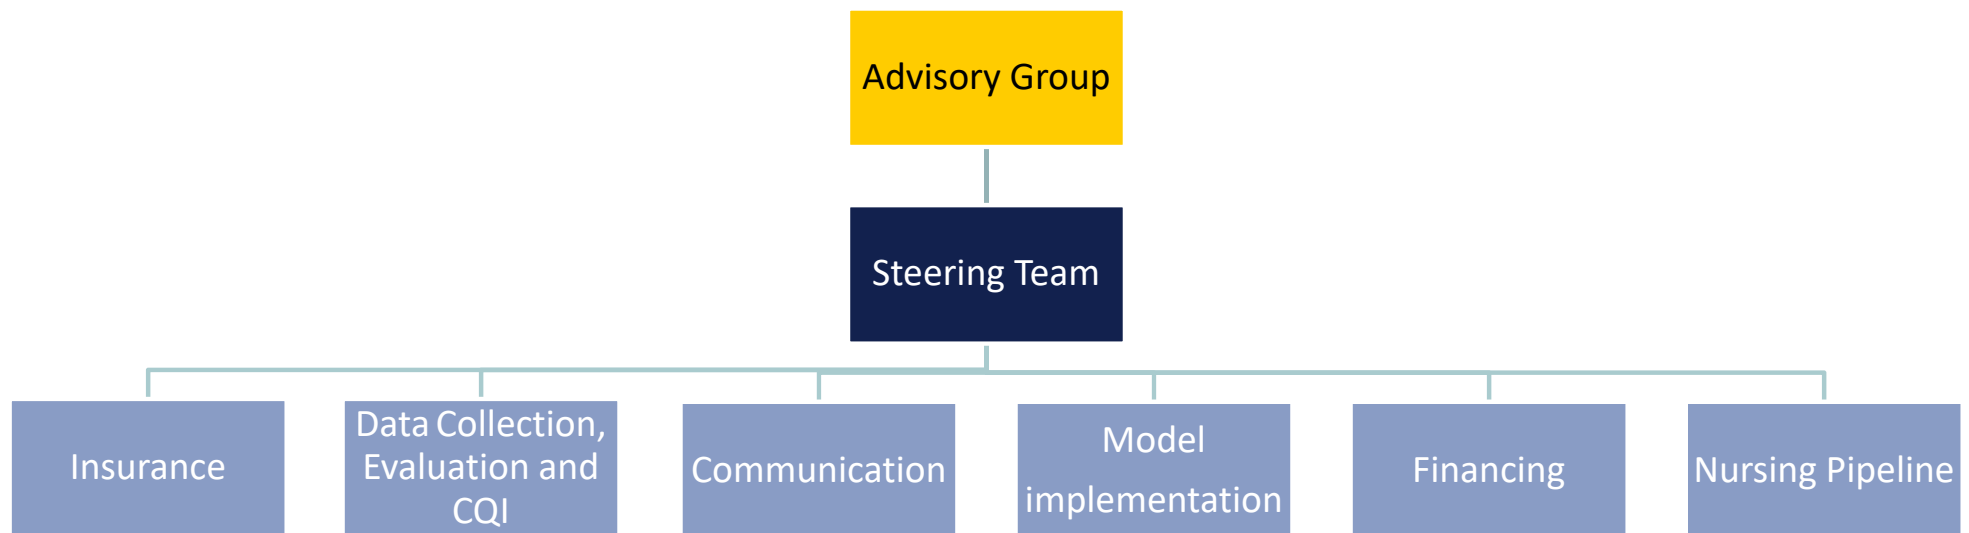 Advisory Group
Steering Team
Insurance
Data Collection,
Evaluation and
CQI
Communication
Model
implementation
Financing
Nursing Pipeline